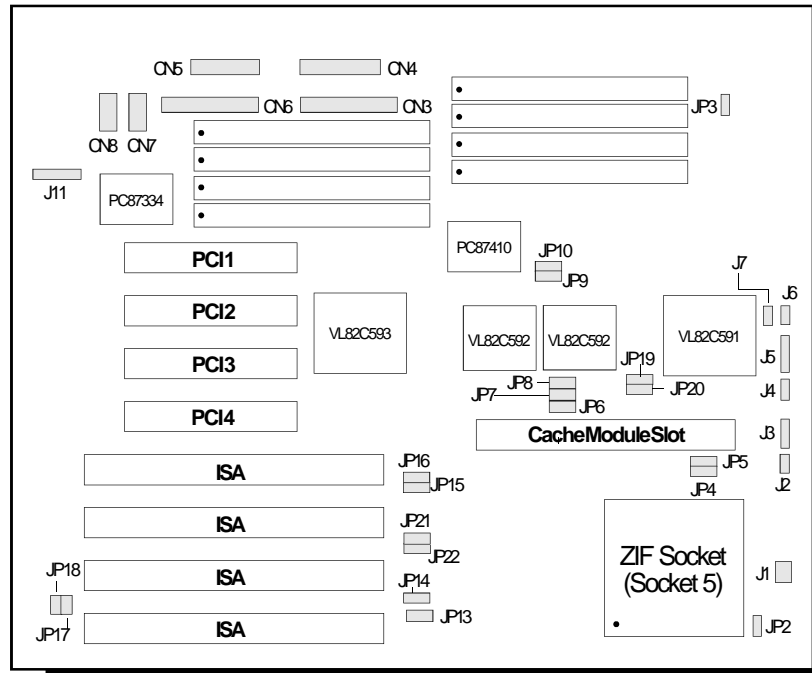 CN5
CN4
CN6
CN3
JP3
CN8
CN7
J11
PC87334
PC87410
JP10
JP9
PCI1
J7
J6
PCI2
VL82C593
VL82C592
VL82C592
VL82C591
JP19
J5
PCI3
JP8
JP7
JP20
J4
JP6
PCI4
CacheModuleSlot
J3
JP16
ISA
JP15
JP5
J2
JP4
JP21
ISA
JP22
ZIF Socket
(Socket 5)
JP18
ISA
JP14
J1
JP13
JP17
ISA
JP2